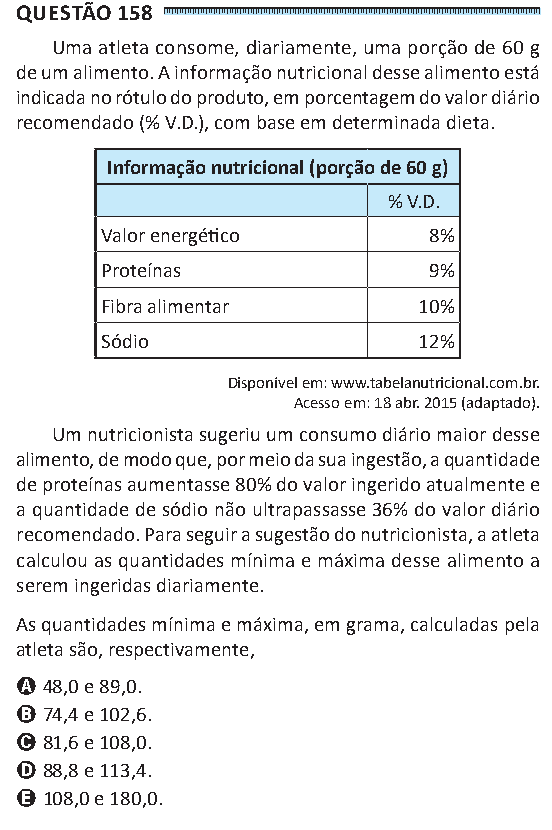 QUESTÃO 158
Uma atleta consome, diariamente, uma porção de 60 g
de um alimento. A informação nutricional desse alimento está
indicada no rótulo do produto, em porcentagem do valor diário
recomendado (% V.D.), com base em determinada dieta.
Informação nutricional (porção de 60 g)
% V.D.
Valor energético 8%
Proteínas 9%
Fibra alimentar 10%
Sódio 12%
Disponível em: www.tabelanutricional.com.br.
Acesso em: 18 abr. 2015 (adaptado).
Um nutricionista sugeriu um consumo diário maior desse
alimento, de modo que, por meio da sua ingestão, a quantidade
de proteínas aumentasse 80% do valor ingerido atualmente e
a quantidade de sódio não ultrapassasse 36% do valor diário
recomendado. Para seguir a sugestão do nutricionista, a atleta
calculou as quantidades mínima e máxima desse alimento a
serem ingeridas diariamente.
As quantidades mínima e máxima, em grama, calculadas pela
atleta são, respectivamente,
A 48,0 e 89,0.
B 74,4 e 102,6.
C 81,6 e 108,0.
D 88,8 e 113,4.
E 108,0 e 180,0.